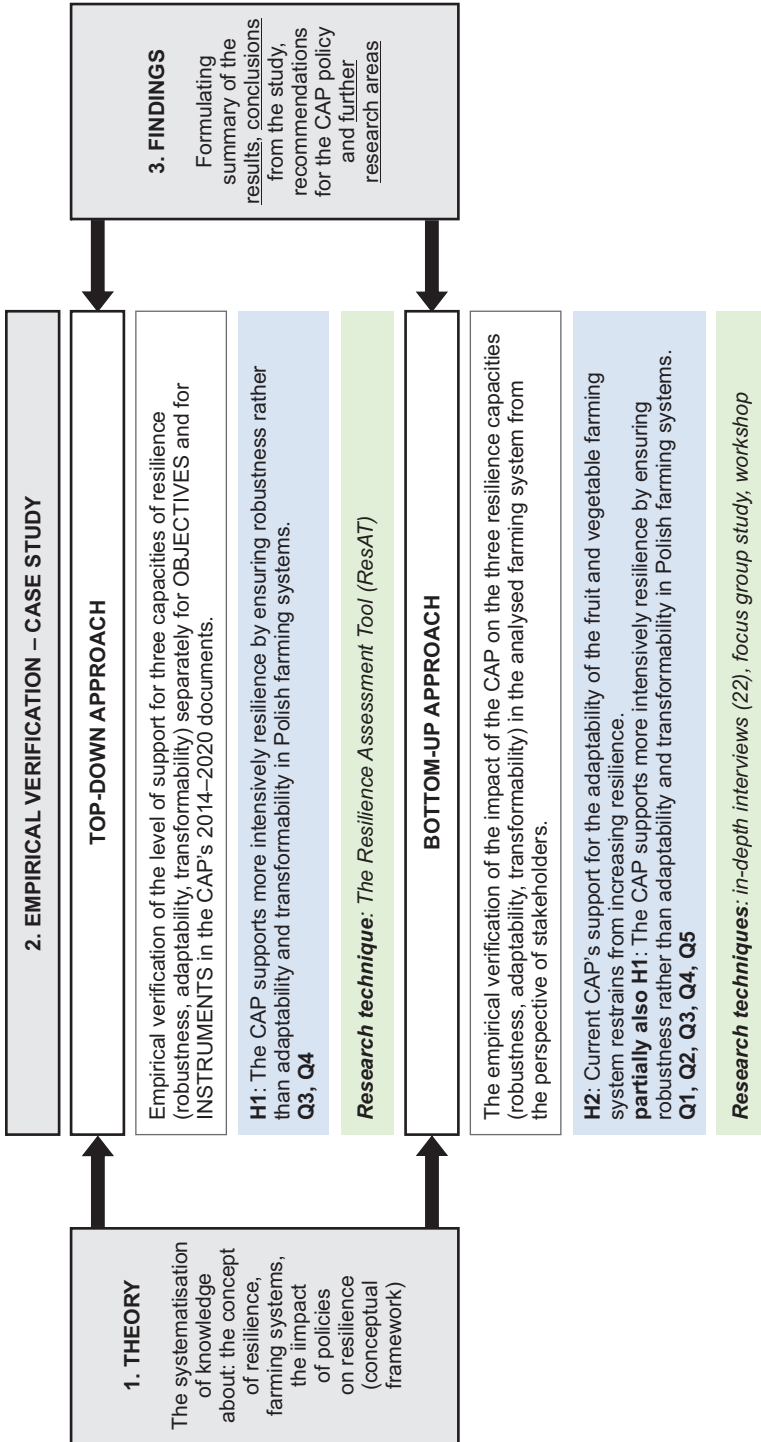 1. THEORY
The systematisation
of knowledge
about: the concept
of resilience,
farming systems,
the iimpact
of policies
on resilience
(conceptual
framework)
2. EMPIRICAL VERIFICATION – CASE STUDY
TOP-DOWN APPROACH
Empirical verification of the level of support for three capacities of resilience
(robustness, adaptability, transformability) separately for OBJECTIVES and for
INSTRUMENTS in the CAP's 2014–2020 documents.
H1: The CAP supports more intensively resilience by ensuring robustness rather
than adaptability and transformability in Polish farming systems.
Q3, Q4
Research technique: The Resilience Assessment Tool (ResAT)
BOTTOM-UP APPROACH
The empirical verification of the impact of the CAP on the three resilience capacities
(robustness, adaptability, transformability) in the analysed farming system from
the perspective of stakeholders.
H2: Current CAP's support for the adaptability of the fruit and vegetable farming
system restrains from increasing resilience.
partially also H1: The CAP supports more intensively resilience by ensuring
robustness rather than adaptability and transformability in Polish farming systems.
Q1, Q2, Q3, Q4, Q5
Research techniques: in-depth interviews (22), focus group study, workshop
3. FINDINGS
Formulating
summary of the
results, conclusions
from the study,
recommendations
for the CAP policy
and further
research areas